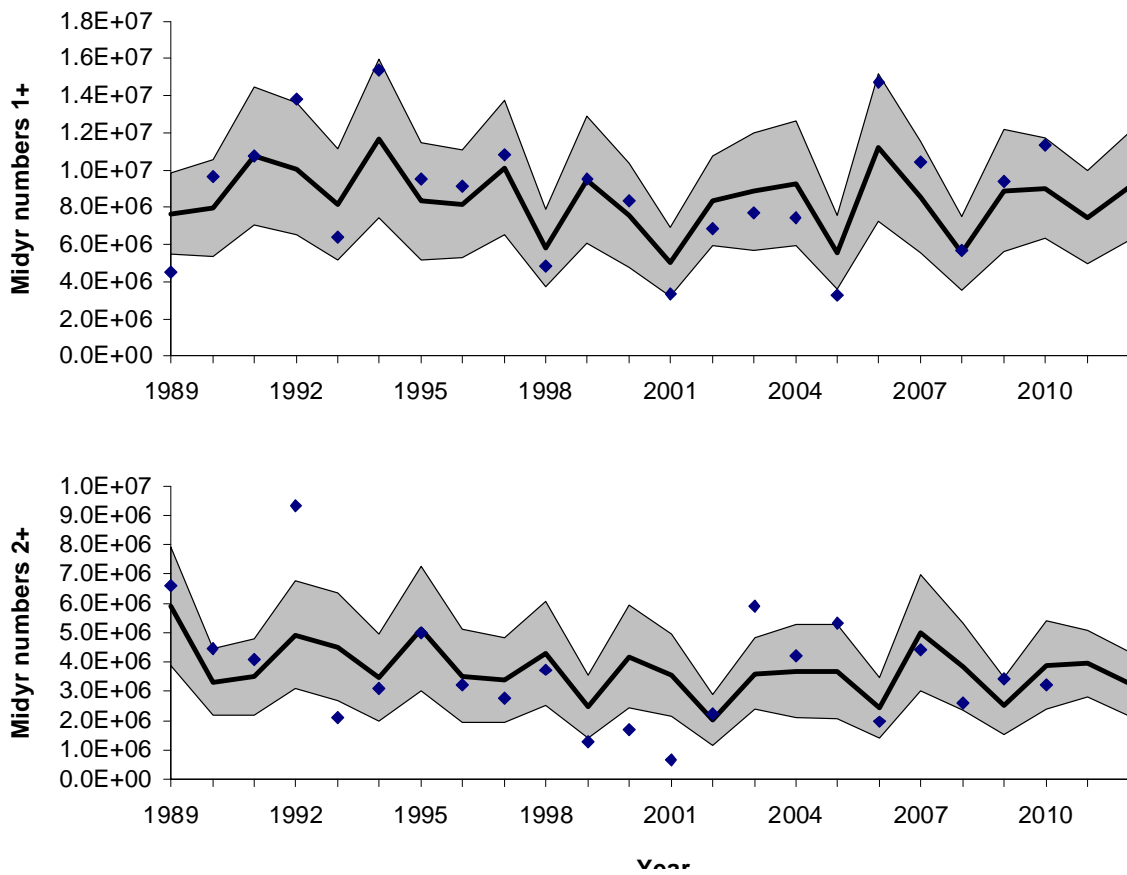 1.8E+07
1.6E+07
1.4E+07
1.2E+07
1.0E+07
8.0E+06
6.0E+06
4.0E+06
2.0E+06
0.0E+00
Midyr numbers 1+
1989 1992 1995 1998 2001 2004 2007 2010
1.0E+07
9.0E+06
8.0E+06
7.0E+06
6.0E+06
5.0E+06
4.0E+06
3.0E+06
2.0E+06
1.0E+06
0.0E+00
Midyr numbers 2+
1989 1992 1995 1998 2001 2004 2007 2010
Year